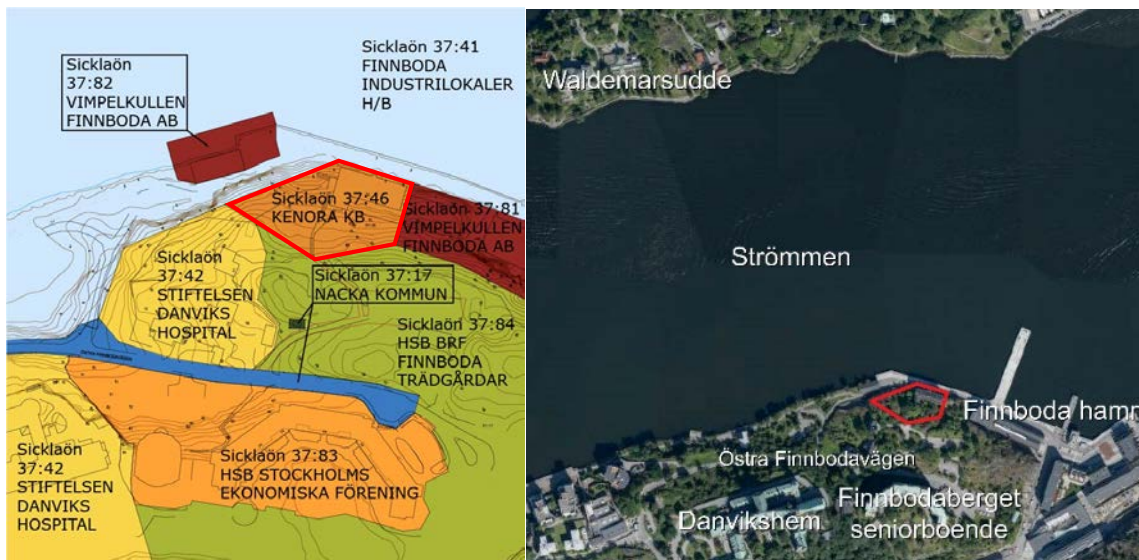 Sicklaön
37:82
VIMPELKULLEN
FINNBODA AB
Sicklaön 37:41
FINNBODA
INDUSTRILOKALER
H/B
Sicklaön 37:46
KENORA KB
Sicklaön 37:81
VIMPELKULLEN
FINNBODA AB
Sicklaön
37:42
STIFTELSEN
DANVIKS
HOSPITAL
Sicklaön 37:17
NACKA KOMMUN
Sicklaön 37:84
HSB BRF
FINNBODA
TRÄDGÅRDAR
Sicklaön
37:42
STIFTELSEN
DANVIKS
HOSPITAL
Sicklaön 37:83
HSB STOCKHOLMS
EKONOMISKA FÖRENING
Waldemarsudde
Strömmen
Finnboda hamn
Östra Finnbodavägen
Danvikshem
Finnbodaberget
seniorboende